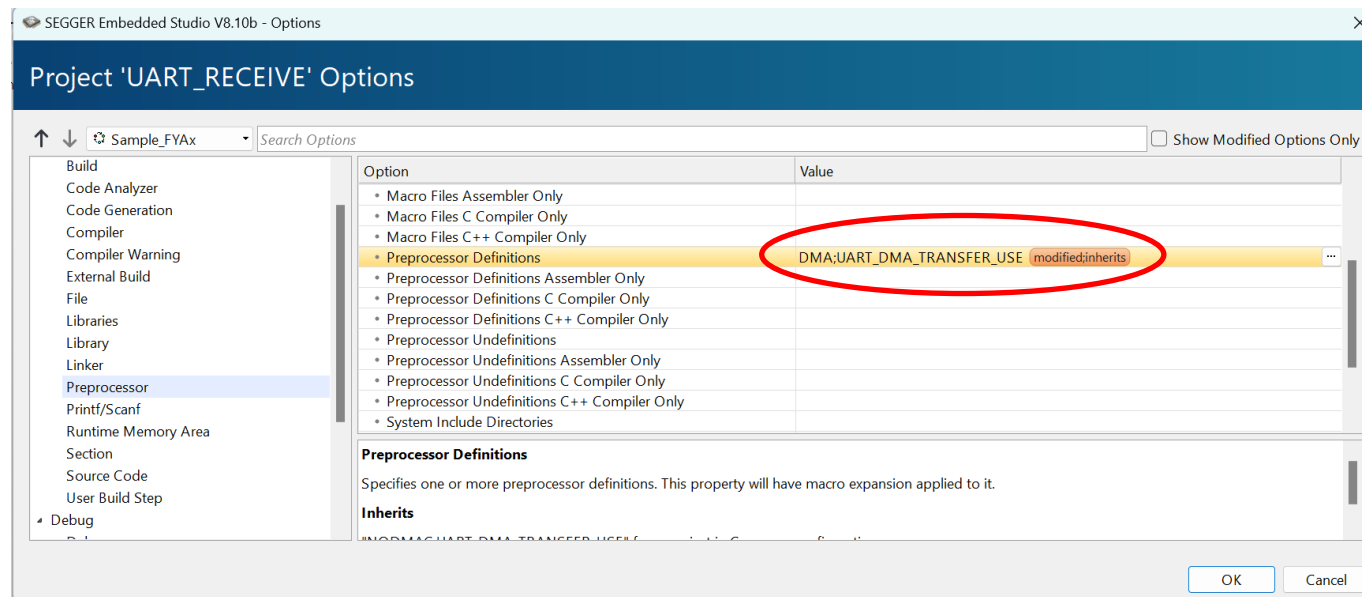 SEGGER Embedded Studio V8.10b - Options
Project 'UART_RECEIVE' Options
Sample_FYAx
Search Options
Show Modified Options Only
Build
Code Analyzer
Code Generation
Compiler
Compiler Warning
External Build
File
Libraries
Library
Linker
Preprocessor
Printf/Scanf
Runtime Memory Area
Section
Source Code
User Build Step
Debug
Option Value
Macro Files Assembler Only
Macro Files C Compiler Only
Macro Files C++ Compiler Only
Preprocessor Definitions DMA;UART_DMA_TRANSFER_USE modified;inherits ...
Preprocessor Definitions Assembler Only
Preprocessor Definitions C Compiler Only
Preprocessor Definitions C++ Compiler Only
Preprocessor Undefinitions
Preprocessor Undefinitions Assembler Only
Preprocessor Undefinitions C Compiler Only
Preprocessor Undefinitions C++ Compiler Only
System Include Directories
Preprocessor Definitions
Specifies one or more preprocessor definitions. This property will have macro expansion applied to it.
Inherits
OK Cancel